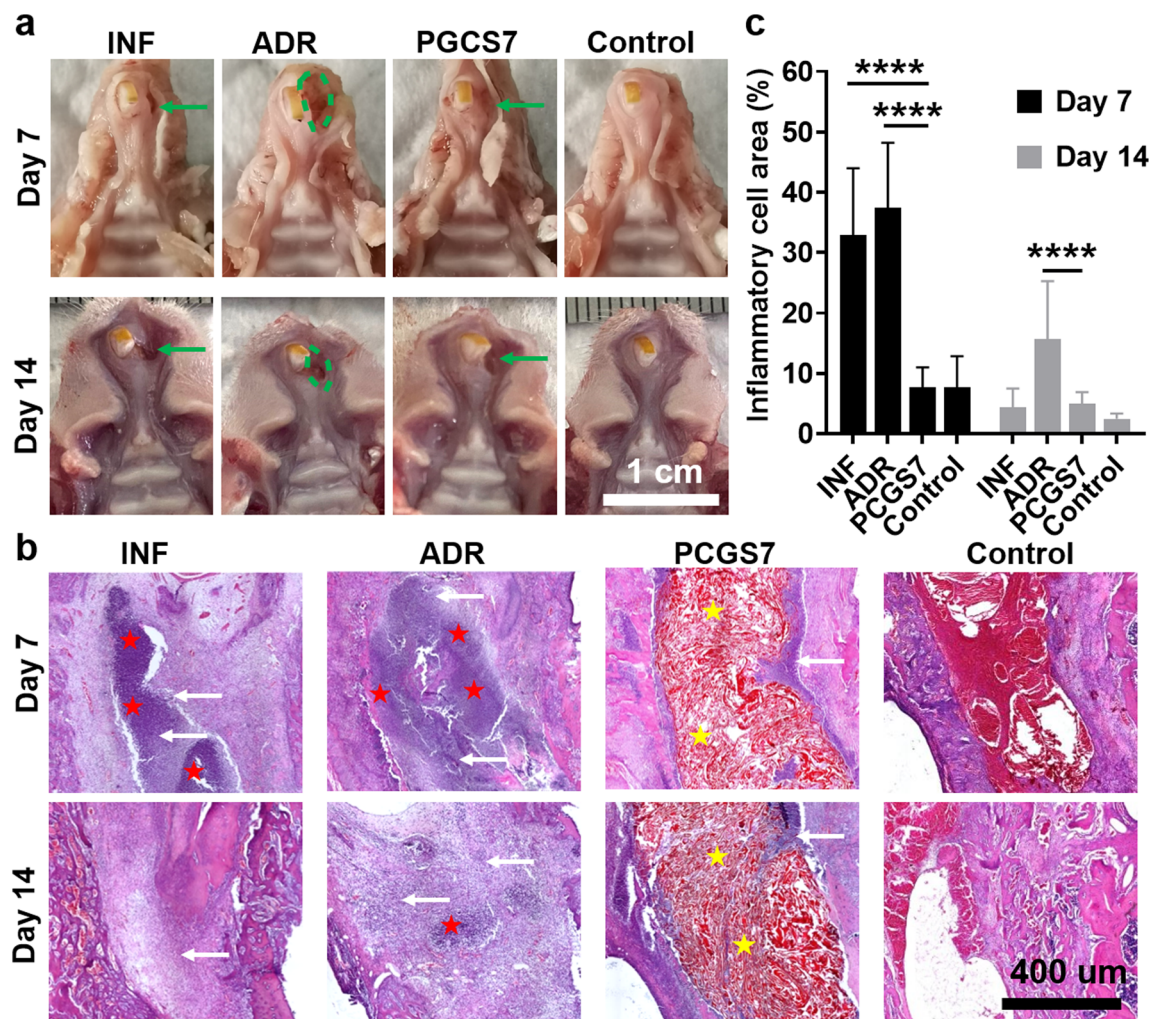 a
INF ADR PGCS7 Control
Day 7
Day 14
1 cm
c
Inflammatory cell area (%)
60
50
40
30
20
10
0
****
****
****
Day 7
Day 14
INF ADR PCGS7 Control INF ADR PCGS7 Control
b
INF ADR PCGS7 Control
Day 7
Day 14
400 um